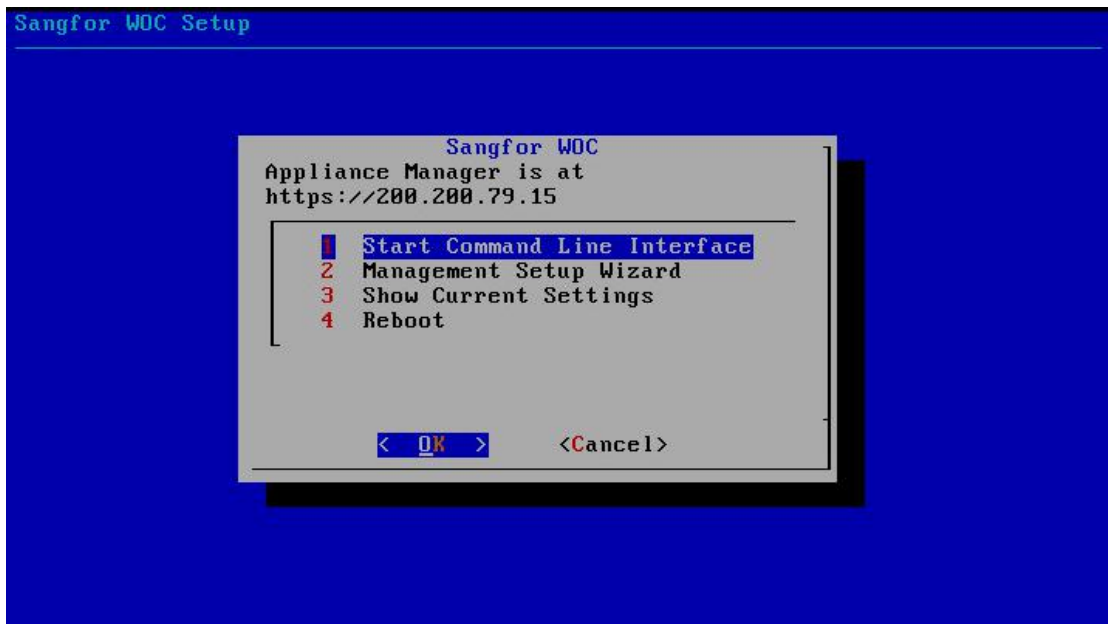 Sangfor WOC Setup
Sangfor WOC
Appliance Manager is at
https://200.200.79.15
1 Start Command Line Interface
2 Management Setup Wizard
3 Show Current Settings
4 Reboot
< OK > <Cancel>